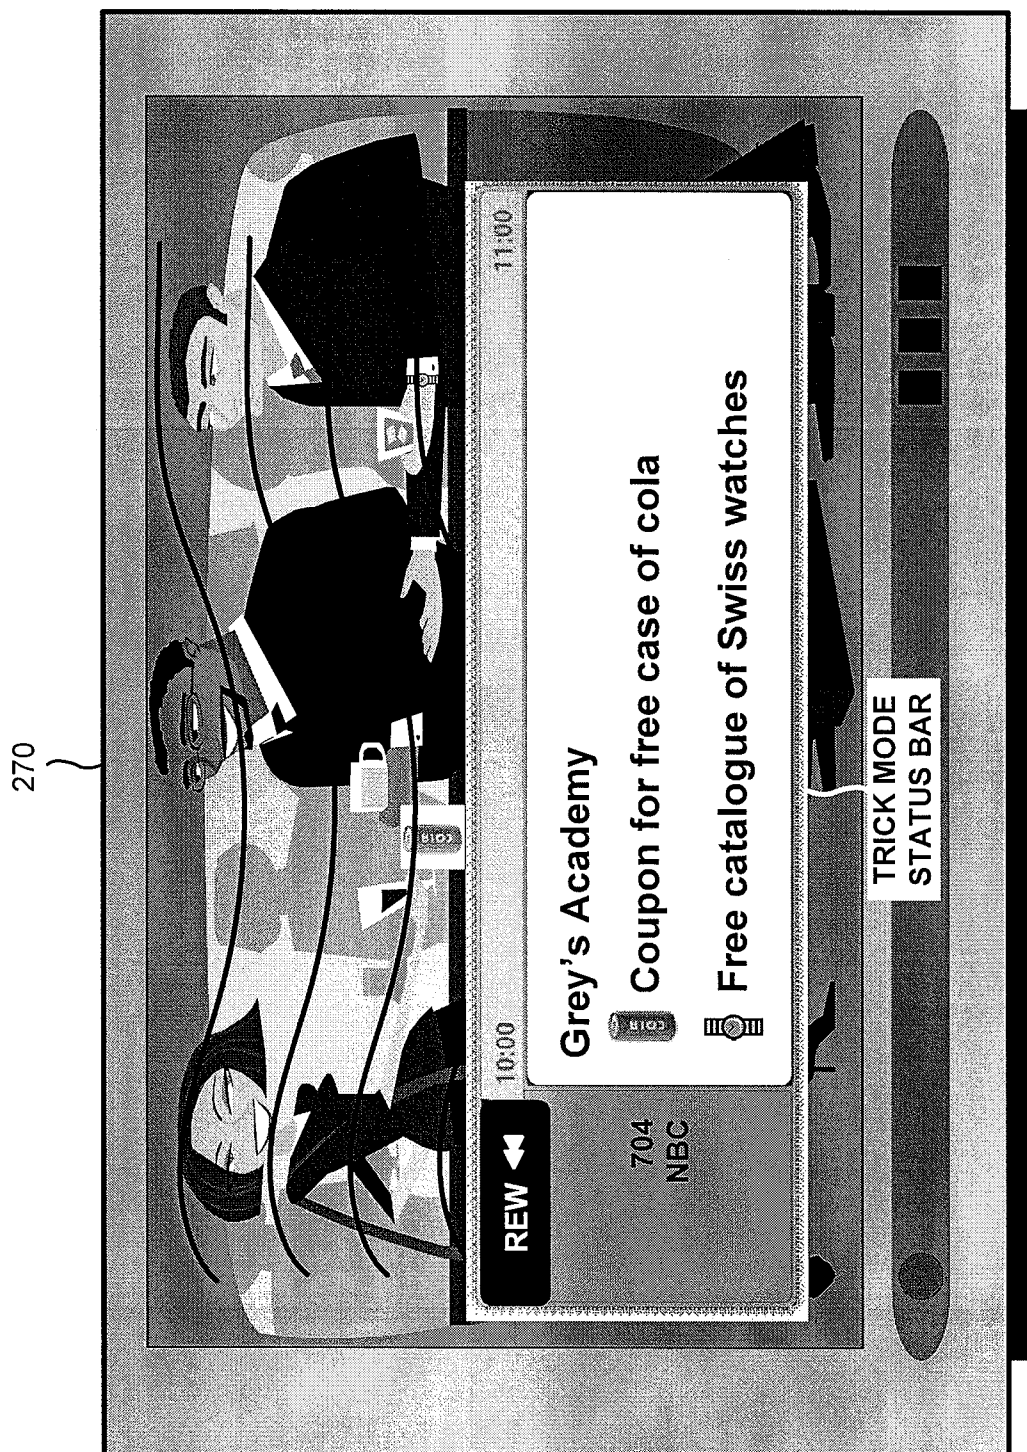 270
REW
10:00
11:00
704
NBC
Grey's Academy
Coupon for free case of cola
Free catalogue of Swiss watches
TRICK MODE
STATUS BAR